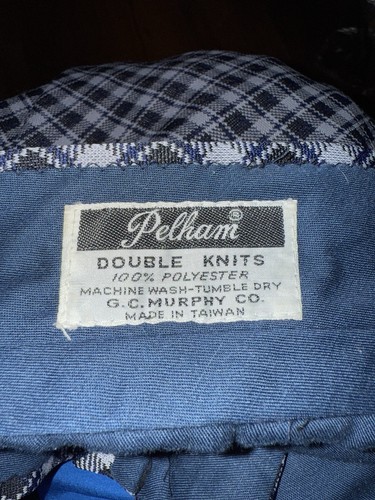 Pelham®
DOUBLE KNITS
100% POLYESTER
MACHINE WASH-TUMBLE DRY
G.C. MURPHY CO.
MADE IN TAIWAN